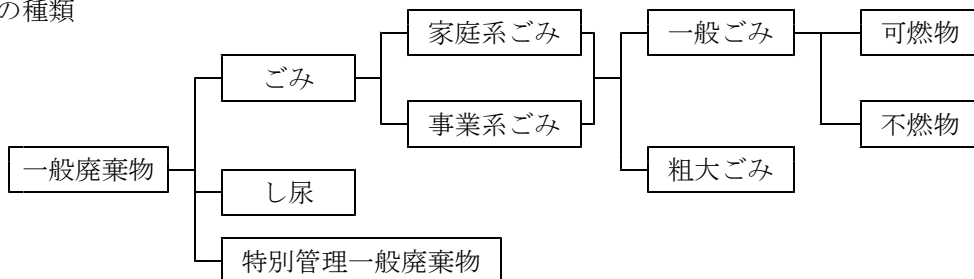 の種類
家庭系ごみ
一般ごみ
可燃物
ごみ
事業系ごみ
不燃物
一般廃棄物
粗大ごみ
し尿
特別管理一般廃棄物